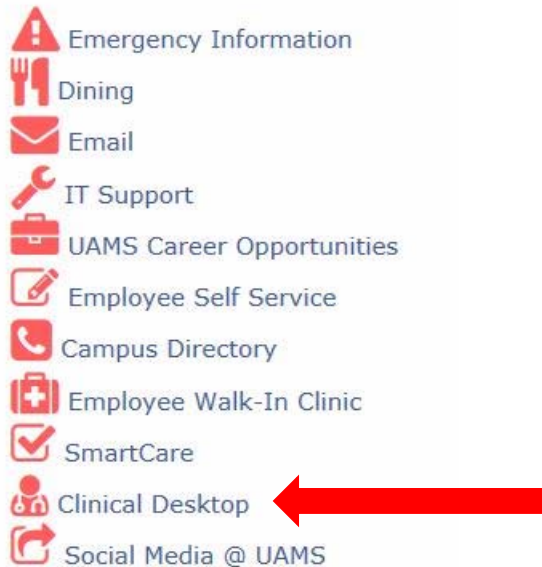 Emergency Information
Dining
Email
IT Support
UAMS Career Opportunities
Employee Self Service
Campus Directory
Employee Walk-In Clinic
SmartCare
Clinical Desktop
Social Media @ UAMS